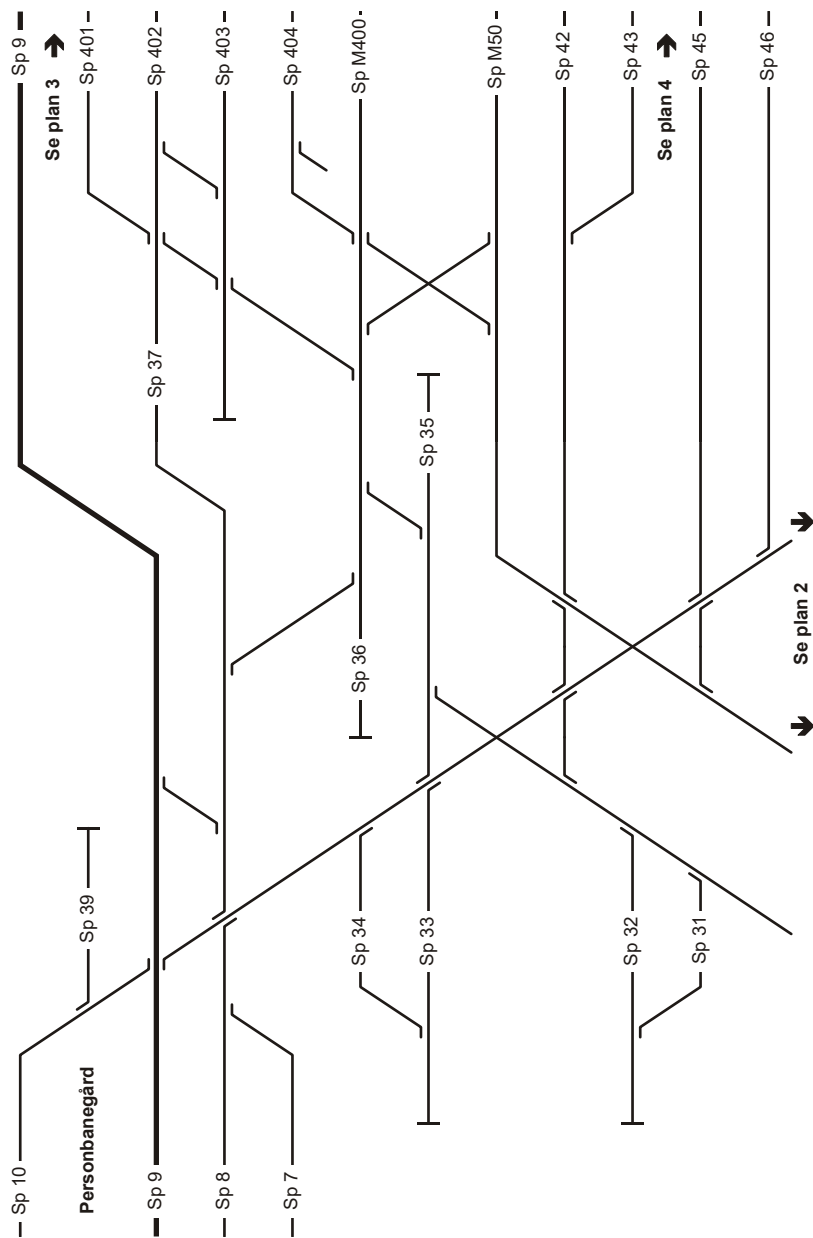 Sp 9
Se plan 3 →
Sp 401
Sp 402
Sp 403
Sp 404
Sp M400
Sp M50
Sp 42
Sp 43
Se plan 4 →
Sp 45
Sp 46
Sp 37
Sp 35
Sp 36
Se plan 2
Sp 39
Sp 34
Sp 33
Sp 32
Sp 31
Sp 10
Personbanegård
Sp 9
Sp 8
Sp 7